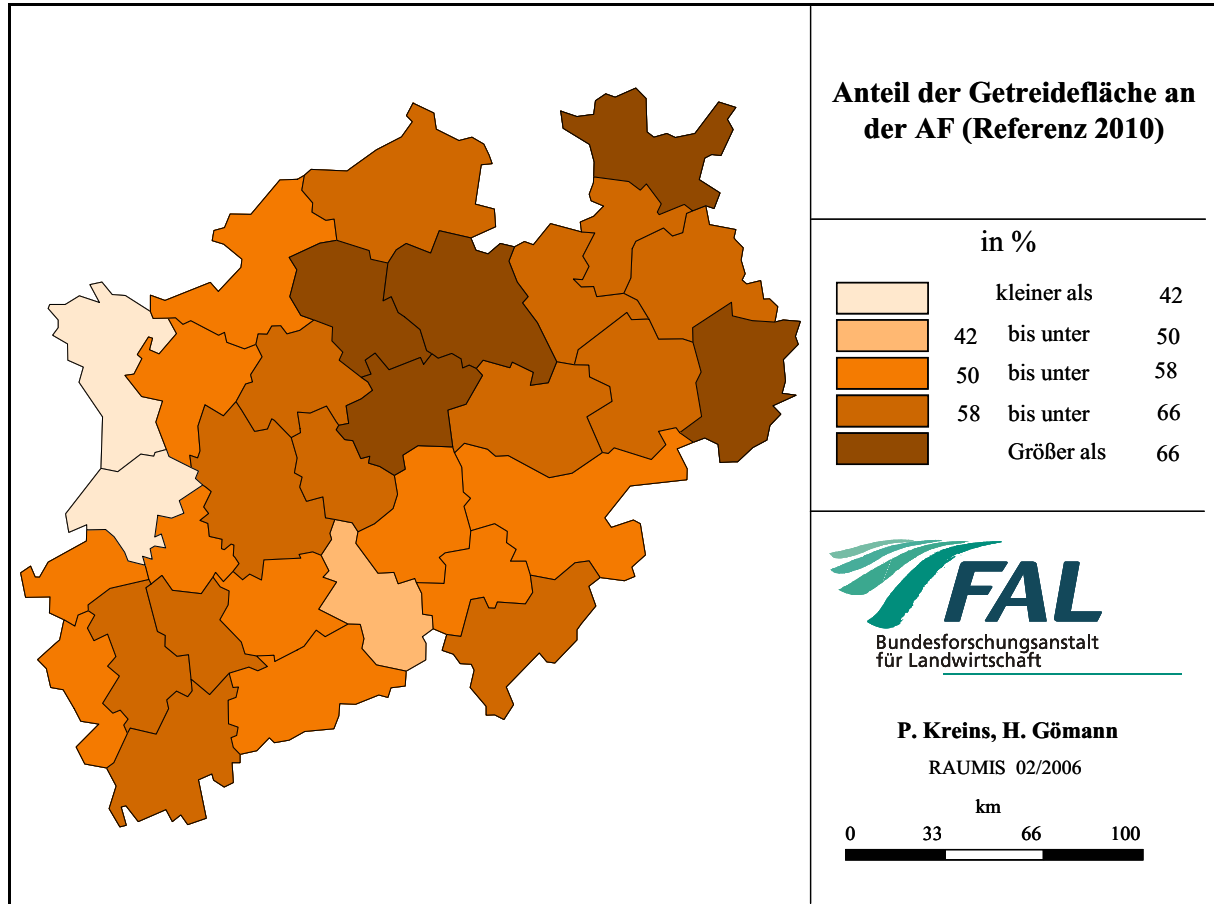 Anteil der Getreidefläche an
der AF (Referenz 2010)
in %
kleiner als 42
42 bis unter 50
50 bis unter 58
58 bis unter 66
Größer als 66
FAL
Bundesforschungsanstalt
für Landwirtschaft
P. Kreins, H. Gömann
RAUMIS 02/2006
km
0 33 66 100